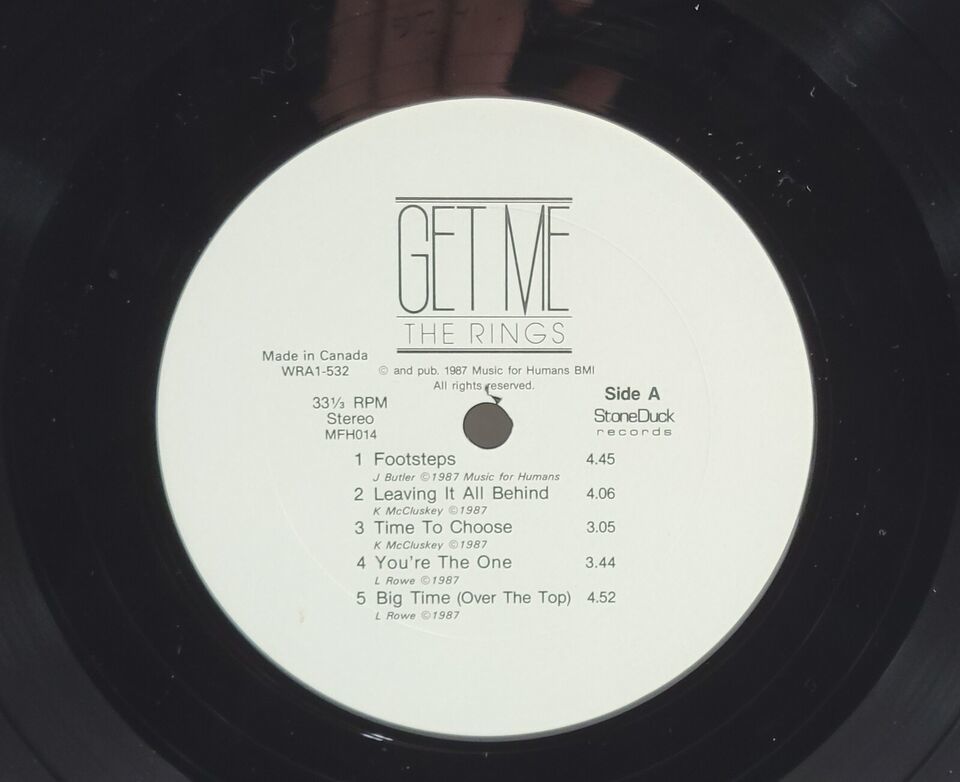 GET ME
THE RINGS
Made in Canada
WRA1-532
© and pub. 1987 Music for Humans BMI
All rights reserved.
33⅓ RPM
Stereo
MFH014
Side A
StoneDuck
records
1 Footsteps 4.45
J Butler ©1987 Music for Humans
2 Leaving It All Behind 4.06
K McCluskey ©1987
3 Time To Choose 3.05
K McCluskey ©1987
4 You're The One 3.44
L Rowe ©1987
5 Big Time (Over The Top) 4.52
L Rowe ©1987